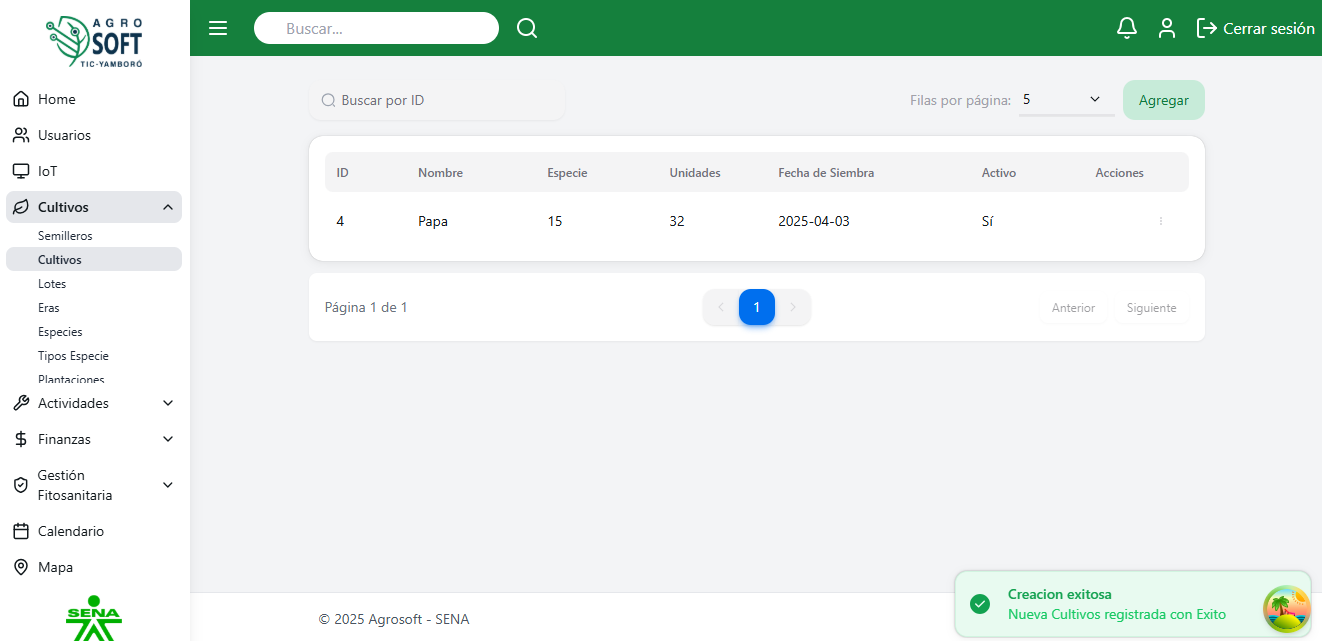 AGRO
SOFT
TIC-YAMBORÓ
Buscar...
Cerrar sesión
Home
Usuarios
IoT
Cultivos
Semilleros
Cultivos
Lotes
Eras
Especies
Tipos Especie
Plantaciones
Actividades
Finanzas
Gestión
Fitosanitaria
Calendario
Mapa
SENA
Buscar por ID
Filas por página: 5
Agregar
ID Nombre Especie Unidades Fecha de Siembra Activo Acciones
4 Papa 15 32 2025-04-03 Sí
Página 1 de 1
1
Anterior Siguiente
© 2025 Agrosoft - SENA
Creacion exitosa
Nueva Cultivos registrada con Exito